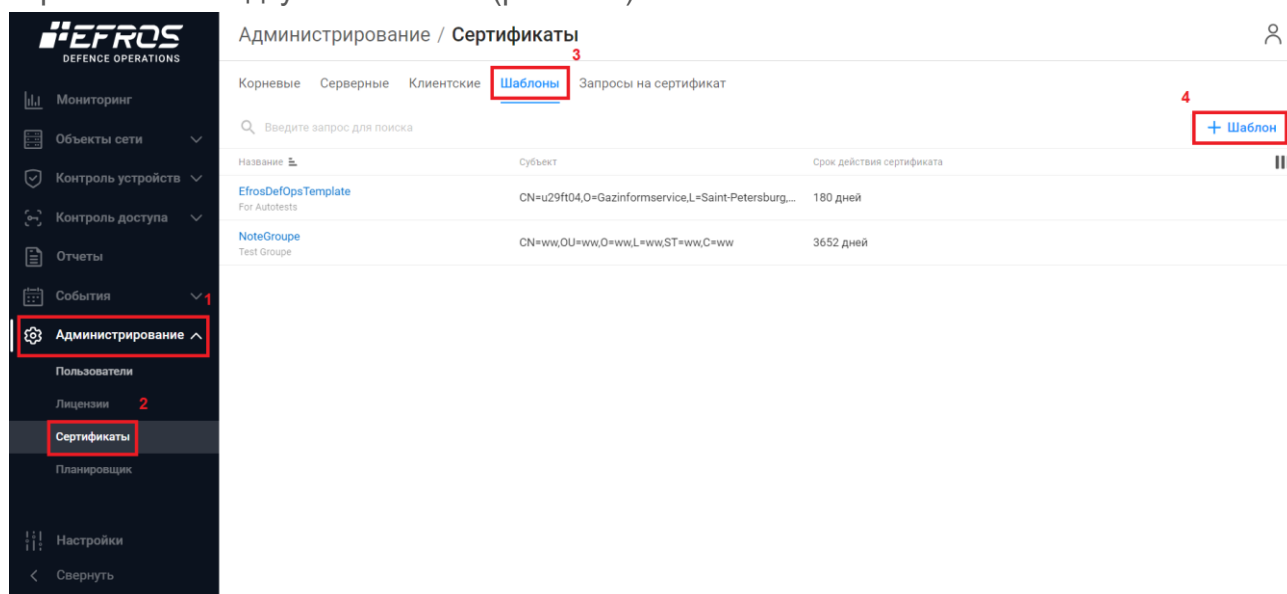 EFROS
DEFENCE OPERATIONS
Мониторинг
Объекты сети
Контроль устройств
Контроль доступа
Отчеты
События
1
Администрирование
Пользователи
Лицензии 2
Сертификаты
Планировщик
Настройки
Свернуть
Администрирование / Сертификаты
3
Корневые Серверные Клиентские Шаблоны Запросы на сертификат
4
Введите запрос для поиска
+ Шаблон
Название Субъект Срок действия сертификата
EfrosDefOpsTemplate
For Autotests
CN=u29ft04,O=Gazinformservice,L=Saint-Petersburg,... 180 дней
NoteGroupe
Test Groupe
CN=ww,OU=ww,O=ww,L=ww,ST=ww,C=ww 3652 дней